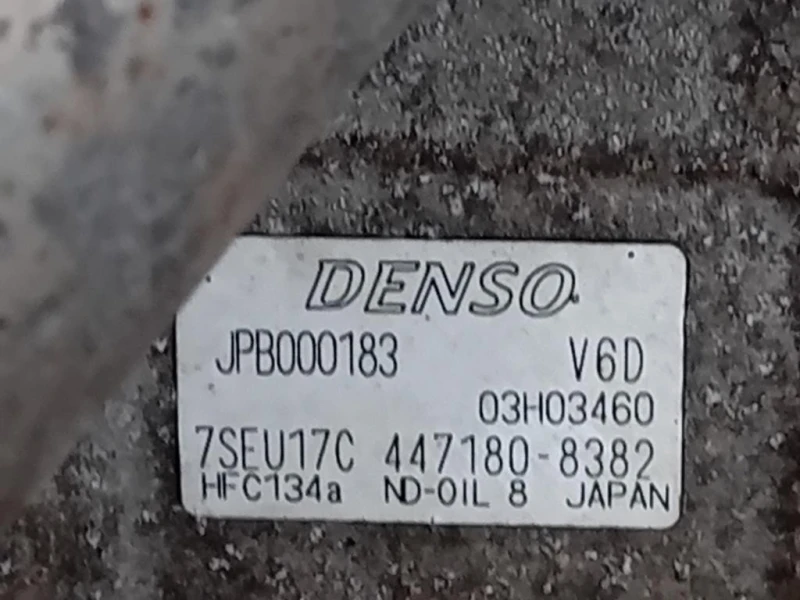 DENSO
JPB000183 V6D
03H03460
7SEU17C 447180-8382
HFC134a ND-OIL 8 JAPAN